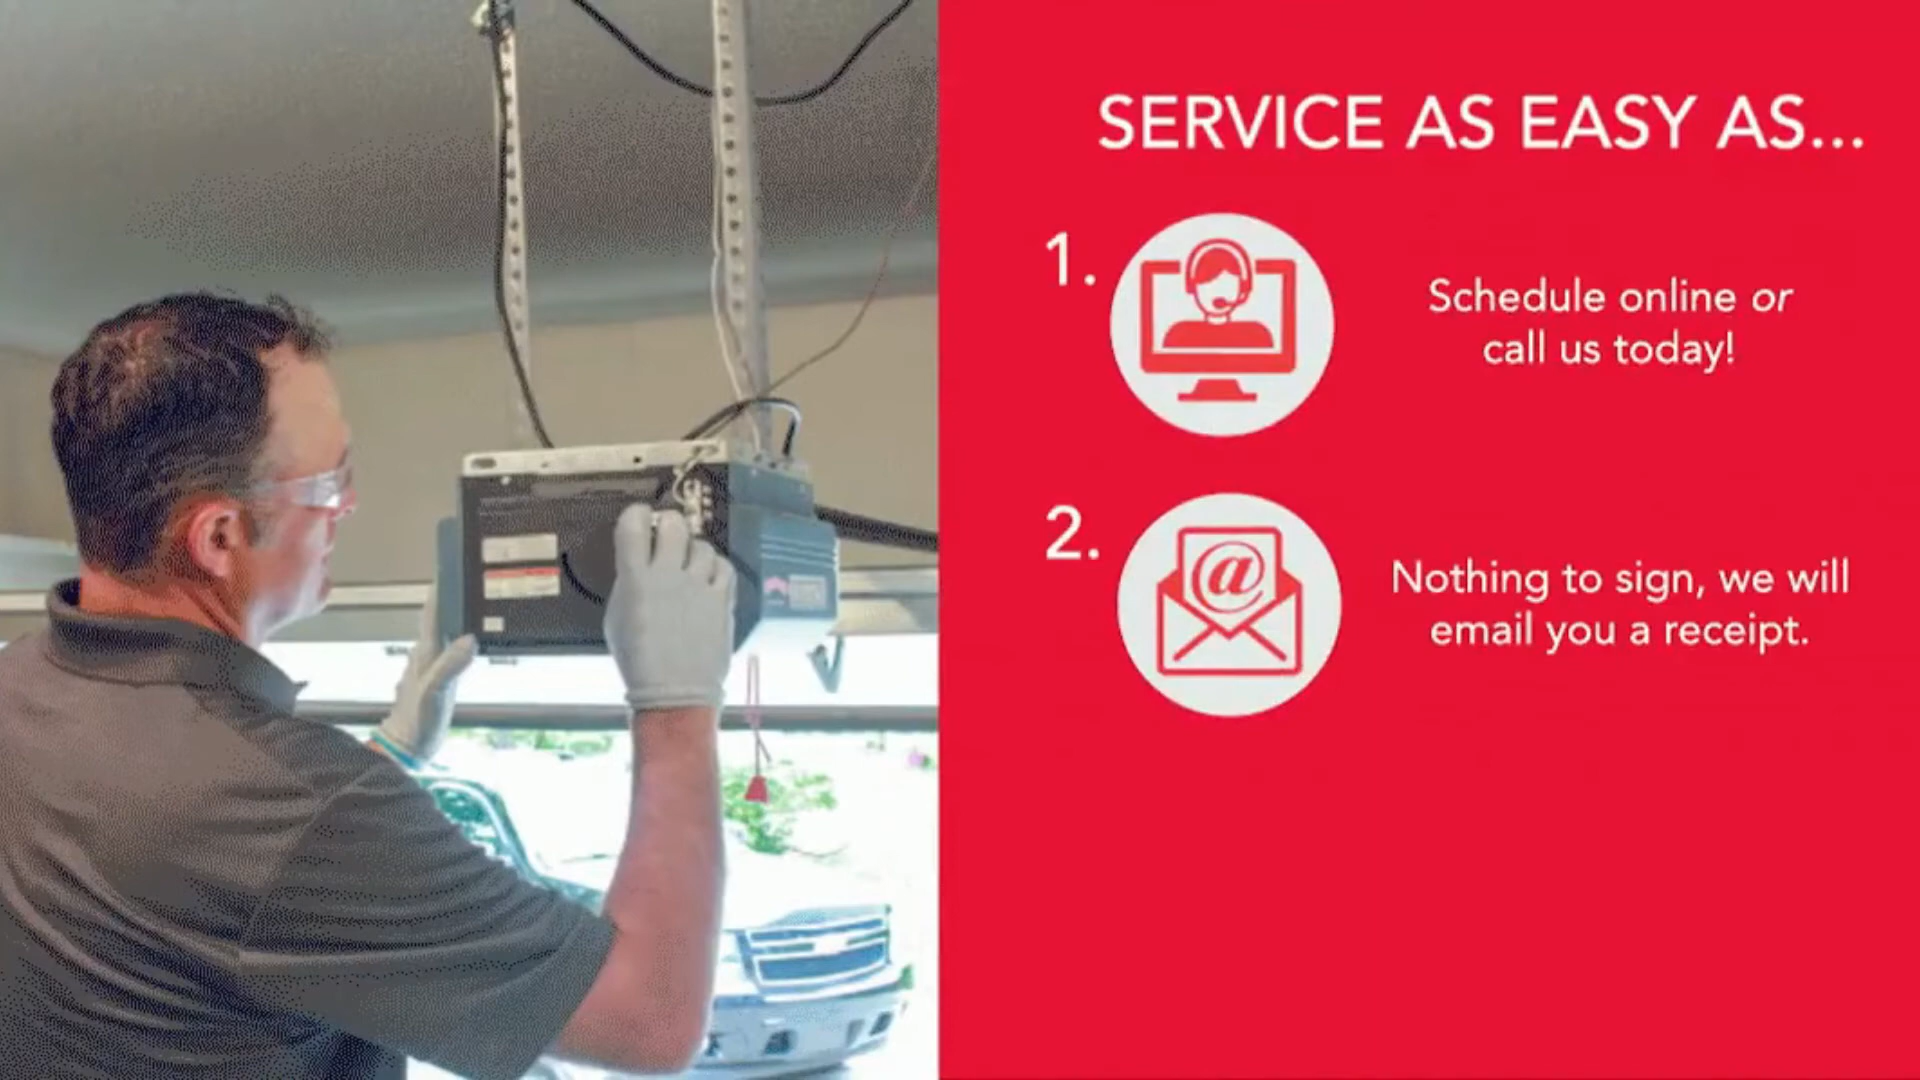 SERVICE AS EASY AS...
1.
Schedule online or
call us today!
2.
@
Nothing to sign, we will
email you a receipt.